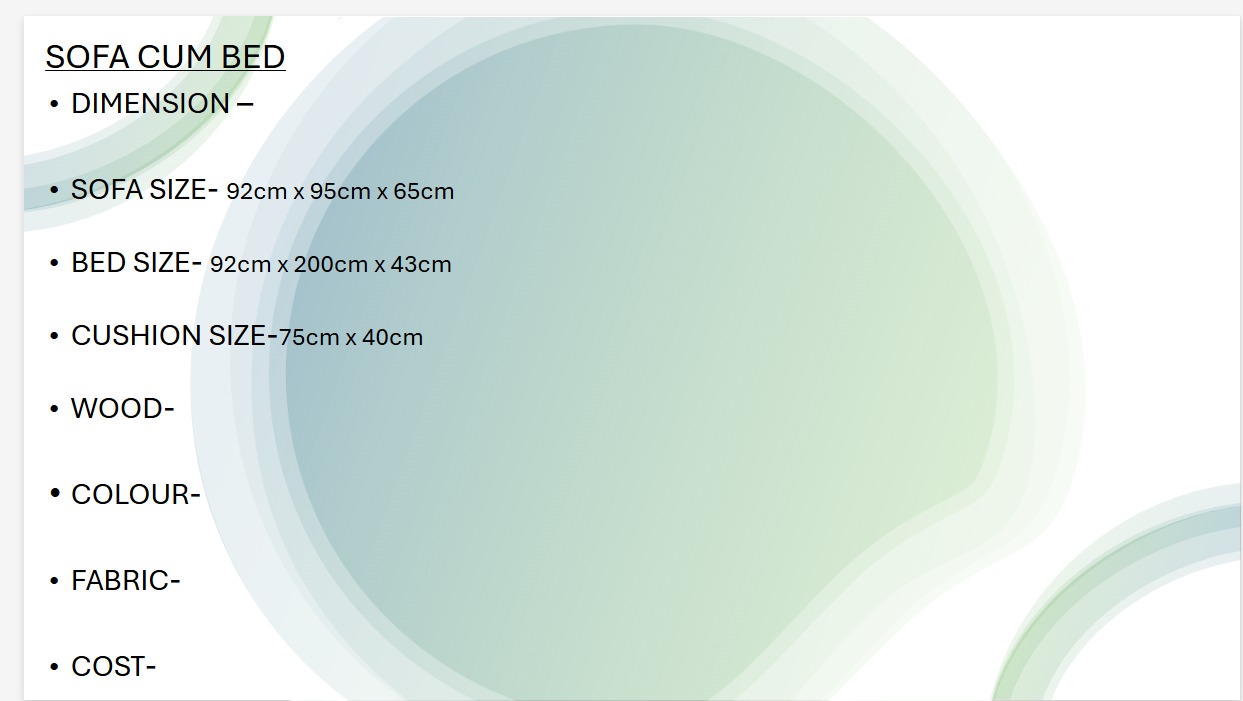 SOFA CUM BED
• DIMENSION –
• SOFA SIZE- 92cm x 95cm x 65cm
• BED SIZE- 92cm x 200cm x 43cm
• CUSHION SIZE-75cm x 40cm
• WOOD-
• COLOUR-
• FABRIC-
• COST-